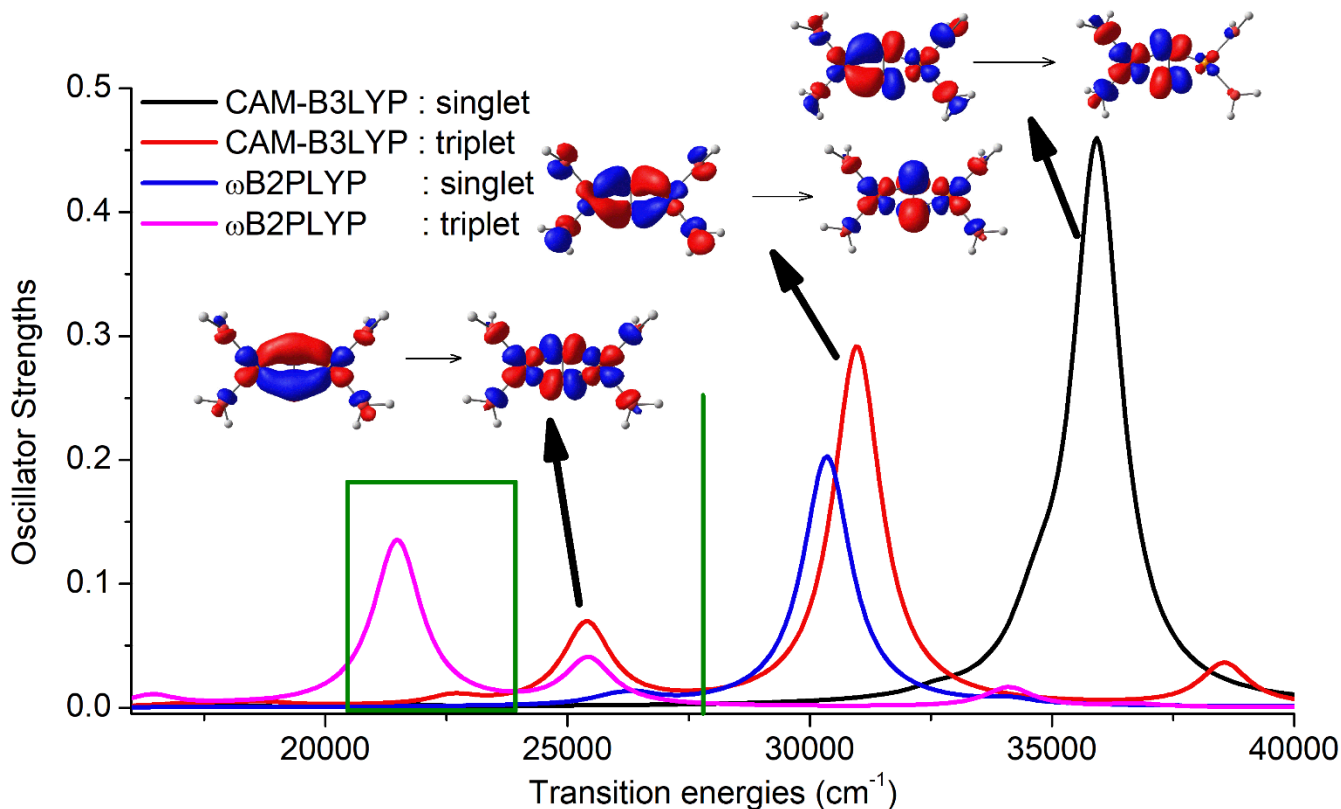 0.5
0.4
0.3
0.2
0.1
0.0
Oscillator Strengths
CAM-B3LYP : singlet
CAM-B3LYP : triplet
ωB2PLYP : singlet
ωB2PLYP : triplet
20000 25000 30000 35000 40000
Transition energies (cm⁻¹)